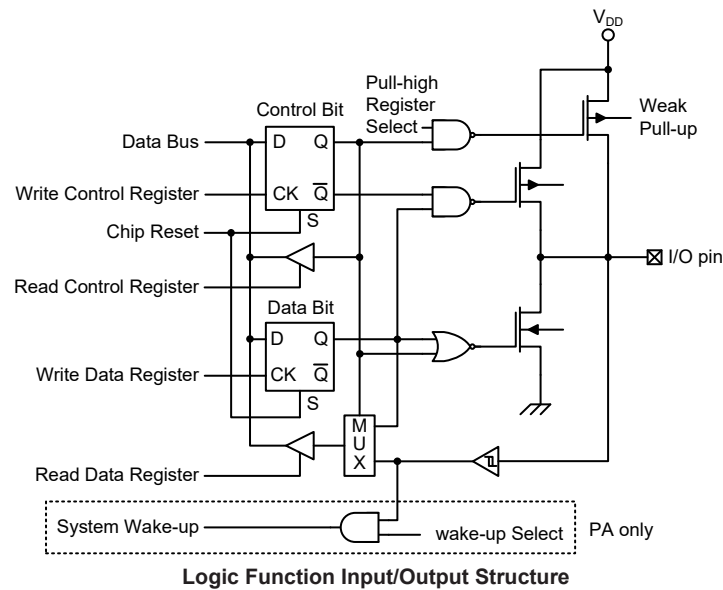 V_DD
Pull-high
Register
Select
Weak
Pull-up
Control Bit
Data Bus
D Q
Write Control Register
CK Q̅
S
Chip Reset
I/O pin
Read Control Register
Data Bit
D Q
Write Data Register
CK Q̅
S
M
U
X
Read Data Register
System Wake-up
wake-up Select
PA only
Logic Function Input/Output Structure